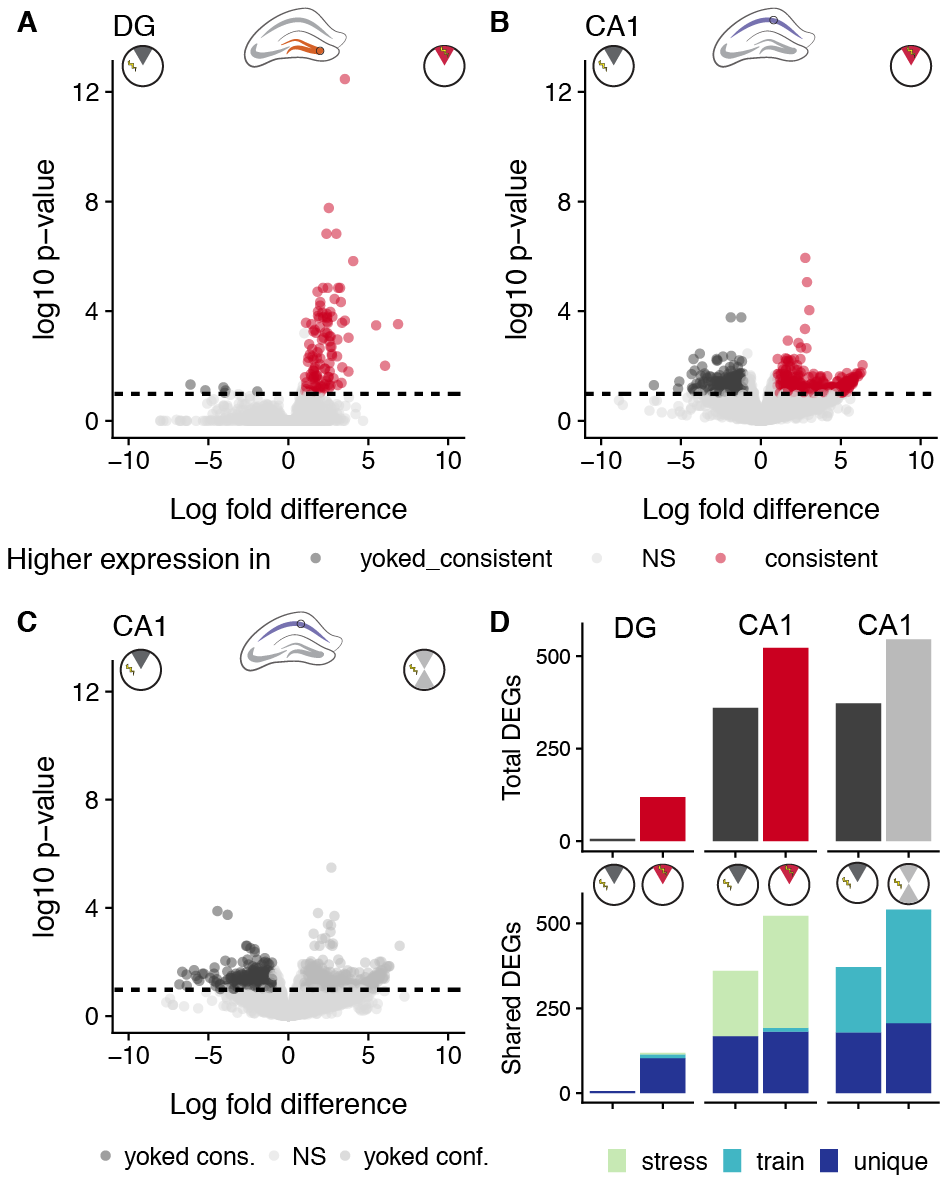 A
DG
log10 p−value
12
8
4
0
−10 −5 0 5 10
Log fold difference
B
CA1
log10 p−value
12
8
4
0
−10 −5 0 5 10
Log fold difference
Higher expression in yoked_consistent NS consistent
C
CA1
log10 p−value
12
8
4
0
−10 −5 0 5 10
Log fold difference
yoked cons. NS yoked conf.
D
DG CA1 CA1
Total DEGs
500
250
0
Shared DEGs
500
250
0
stress train unique